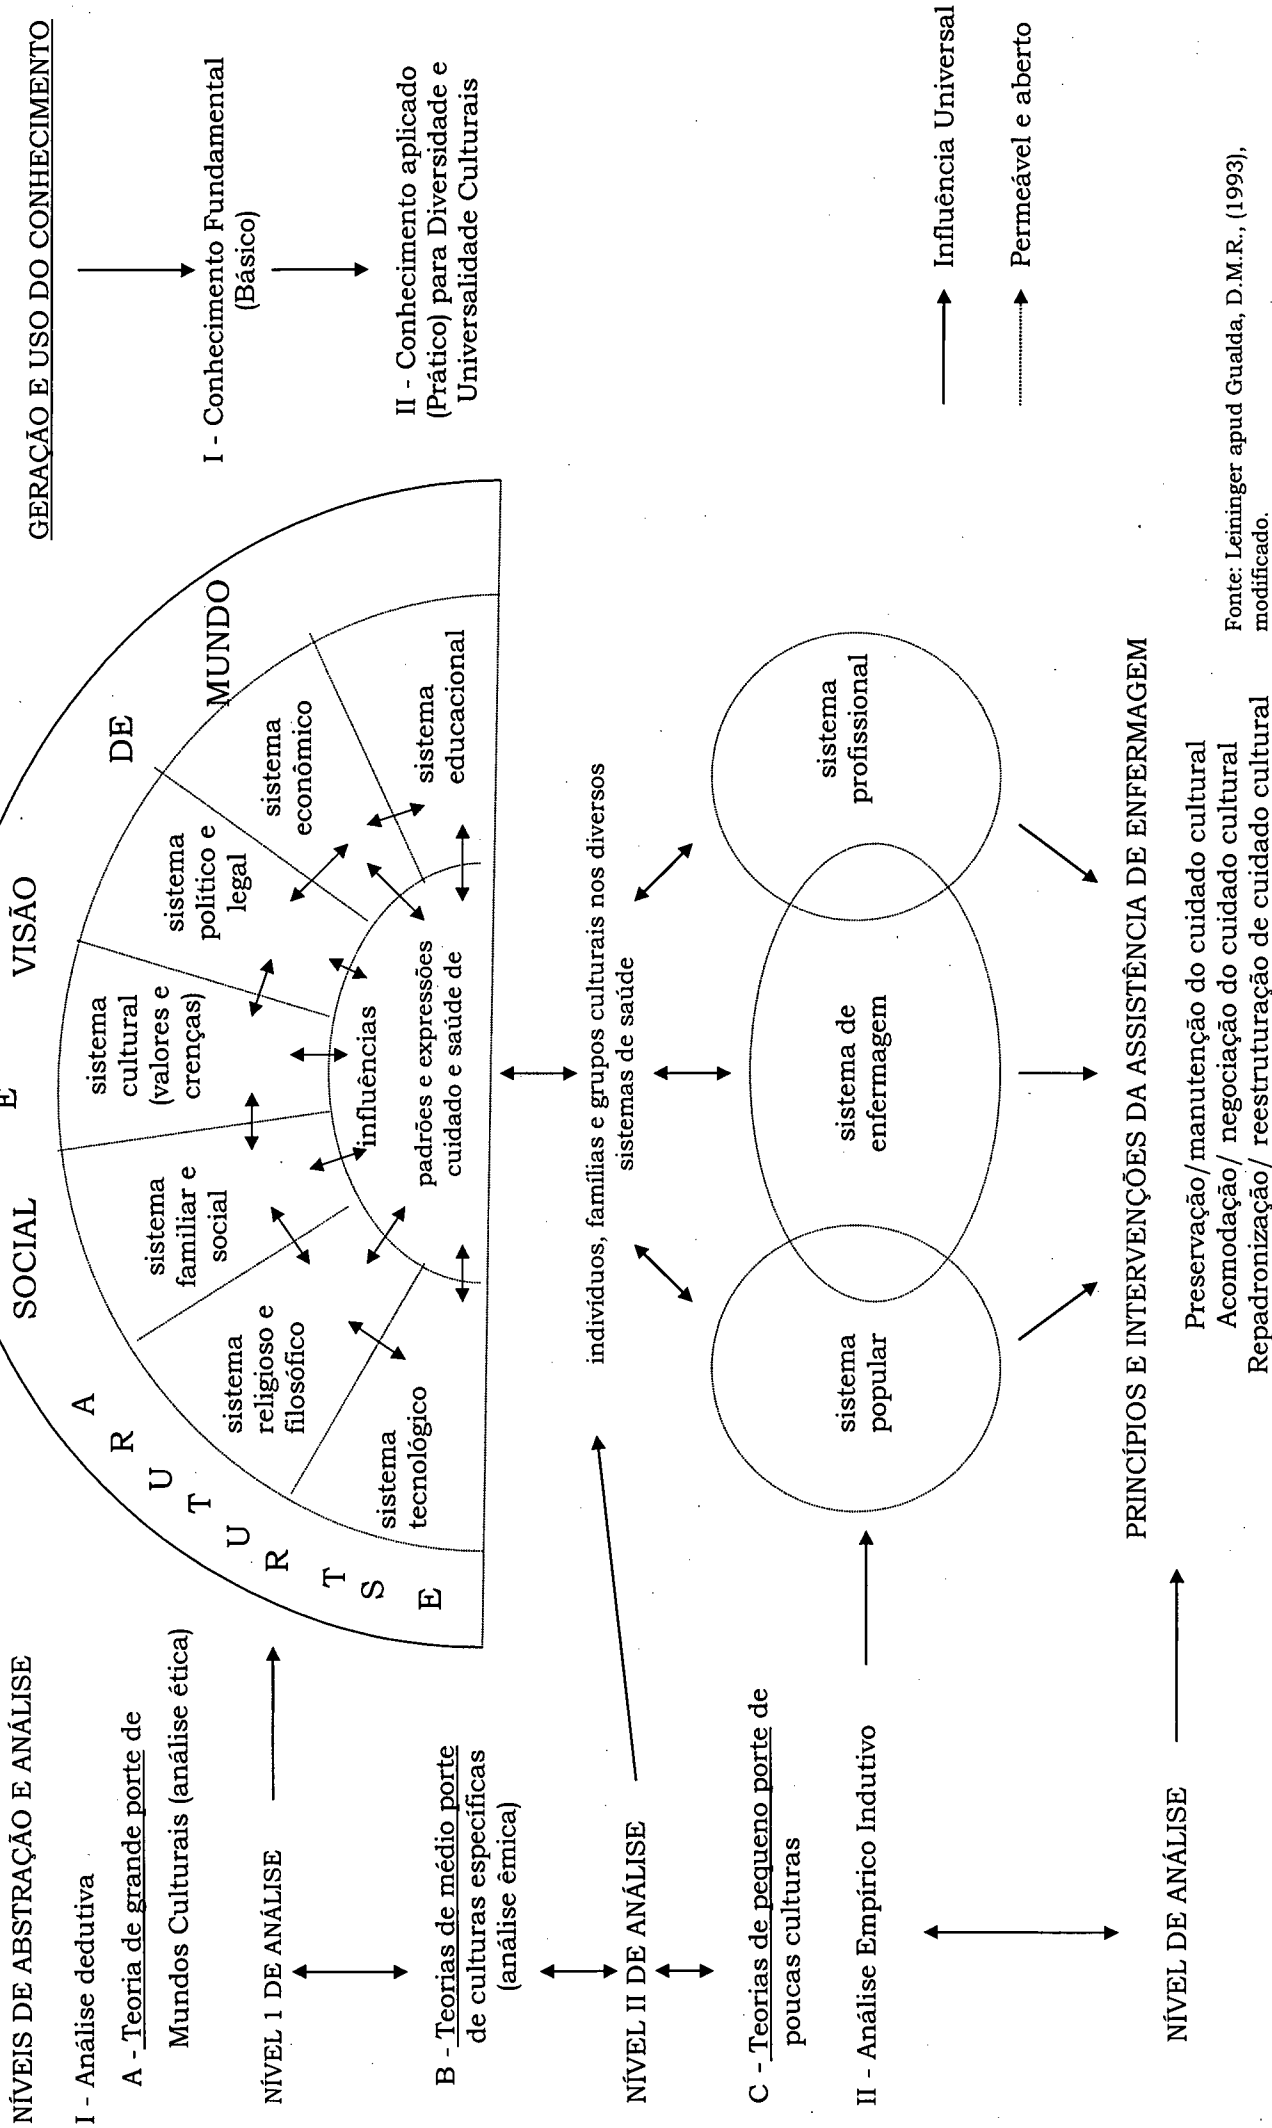 NÍVEIS DE ABSTRAÇÃO E ANÁLISE
I - Análise dedutiva
A - Teoria de grande porte de
Mundos Culturais (análise ética)
NÍVEL 1 DE ANÁLISE
B - Teorias de médio porte
de culturas específicas
(análise êmica)
NÍVEL II DE ANÁLISE
C - Teorias de pequeno porte de
poucas culturas
II - Análise Empírico Indutivo
NÍVEL DE ANÁLISE
ESTRUTURA
SOCIAL
E
VISÃO
DE
MUNDO
sistema
tecnológico
sistema
religioso e
filosófico
sistema
familiar e
social
sistema
cultural
(valores e
crenças)
sistema
político e
legal
sistema
econômico
sistema
educacional
influências
padrões e expressões
cuidado e saúde de
indivíduos, famílias e grupos culturais nos diversos
sistemas de saúde
sistema
popular
sistema de
enfermagem
sistema
profissional
PRINCÍPIOS E INTERVENÇÕES DA ASSISTÊNCIA DE ENFERMAGEM
Preservação/manutenção do cuidado cultural
Acomodação/ negociação do cuidado cultural
Repadronização/ reestruturação de cuidado cultural
GERAÇÃO E USO DO CONHECIMENTO
I - Conhecimento Fundamental
(Básico)
II - Conhecimento aplicado
(Prático) para Diversidade e
Universalidade Culturais
Influência Universal
Permeável e aberto
Fonte: Leininger apud Gualda, D.M.R., (1993),
modificado.